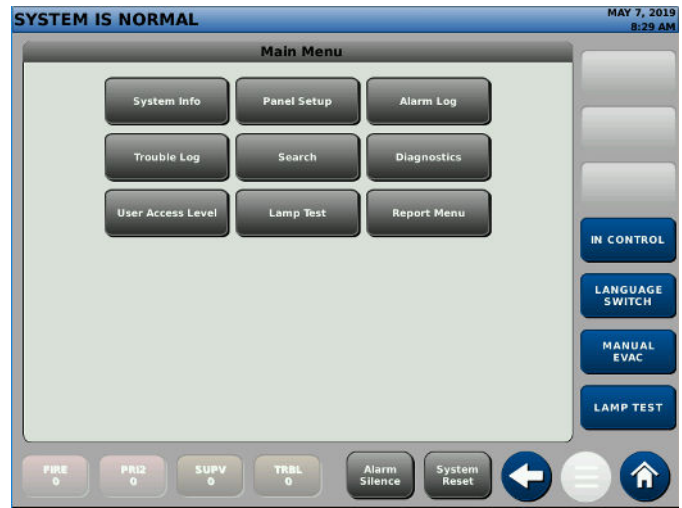 SYSTEM IS NORMAL
MAY 7, 2019
8:29 AM
Main Menu
System Info
Panel Setup
Alarm Log
Trouble Log
Search
Diagnostics
User Access Level
Lamp Test
Report Menu
IN CONTROL
LANGUAGE
SWITCH
MANUAL
EVAC
LAMP TEST
FIRE
0
PRI2
0
SUPV
0
TRBL
0
Alarm
Silence
System
Reset